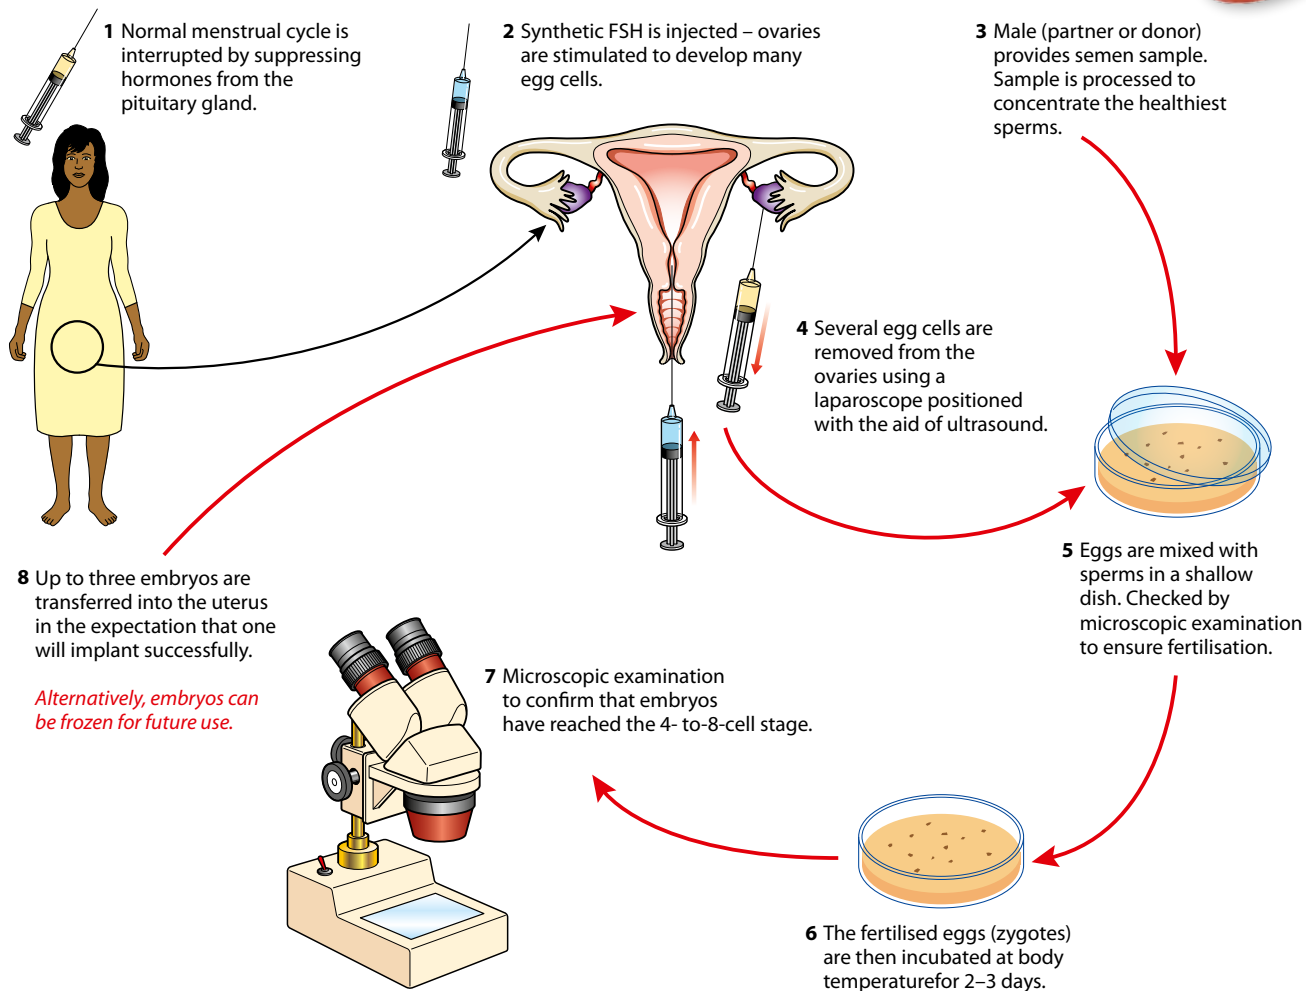 1 Normal menstrual cycle is
interrupted by suppressing
hormones from the
pituitary gland.
2 Synthetic FSH is injected – ovaries
are stimulated to develop many
egg cells.
3 Male (partner or donor)
provides semen sample.
Sample is processed to
concentrate the healthiest
sperms.
4 Several egg cells are
removed from the
ovaries using a
laparoscope positioned
with the aid of ultrasound.
5 Eggs are mixed with
sperms in a shallow
dish. Checked by
microscopic examination
to ensure fertilisation.
6 The fertilised eggs (zygotes)
are then incubated at body
temperaturefor 2–3 days.
7 Microscopic examination
to confirm that embryos
have reached the 4- to-8-cell stage.
8 Up to three embryos are
transferred into the uterus
in the expectation that one
will implant successfully.
Alternatively, embryos can
be frozen for future use.